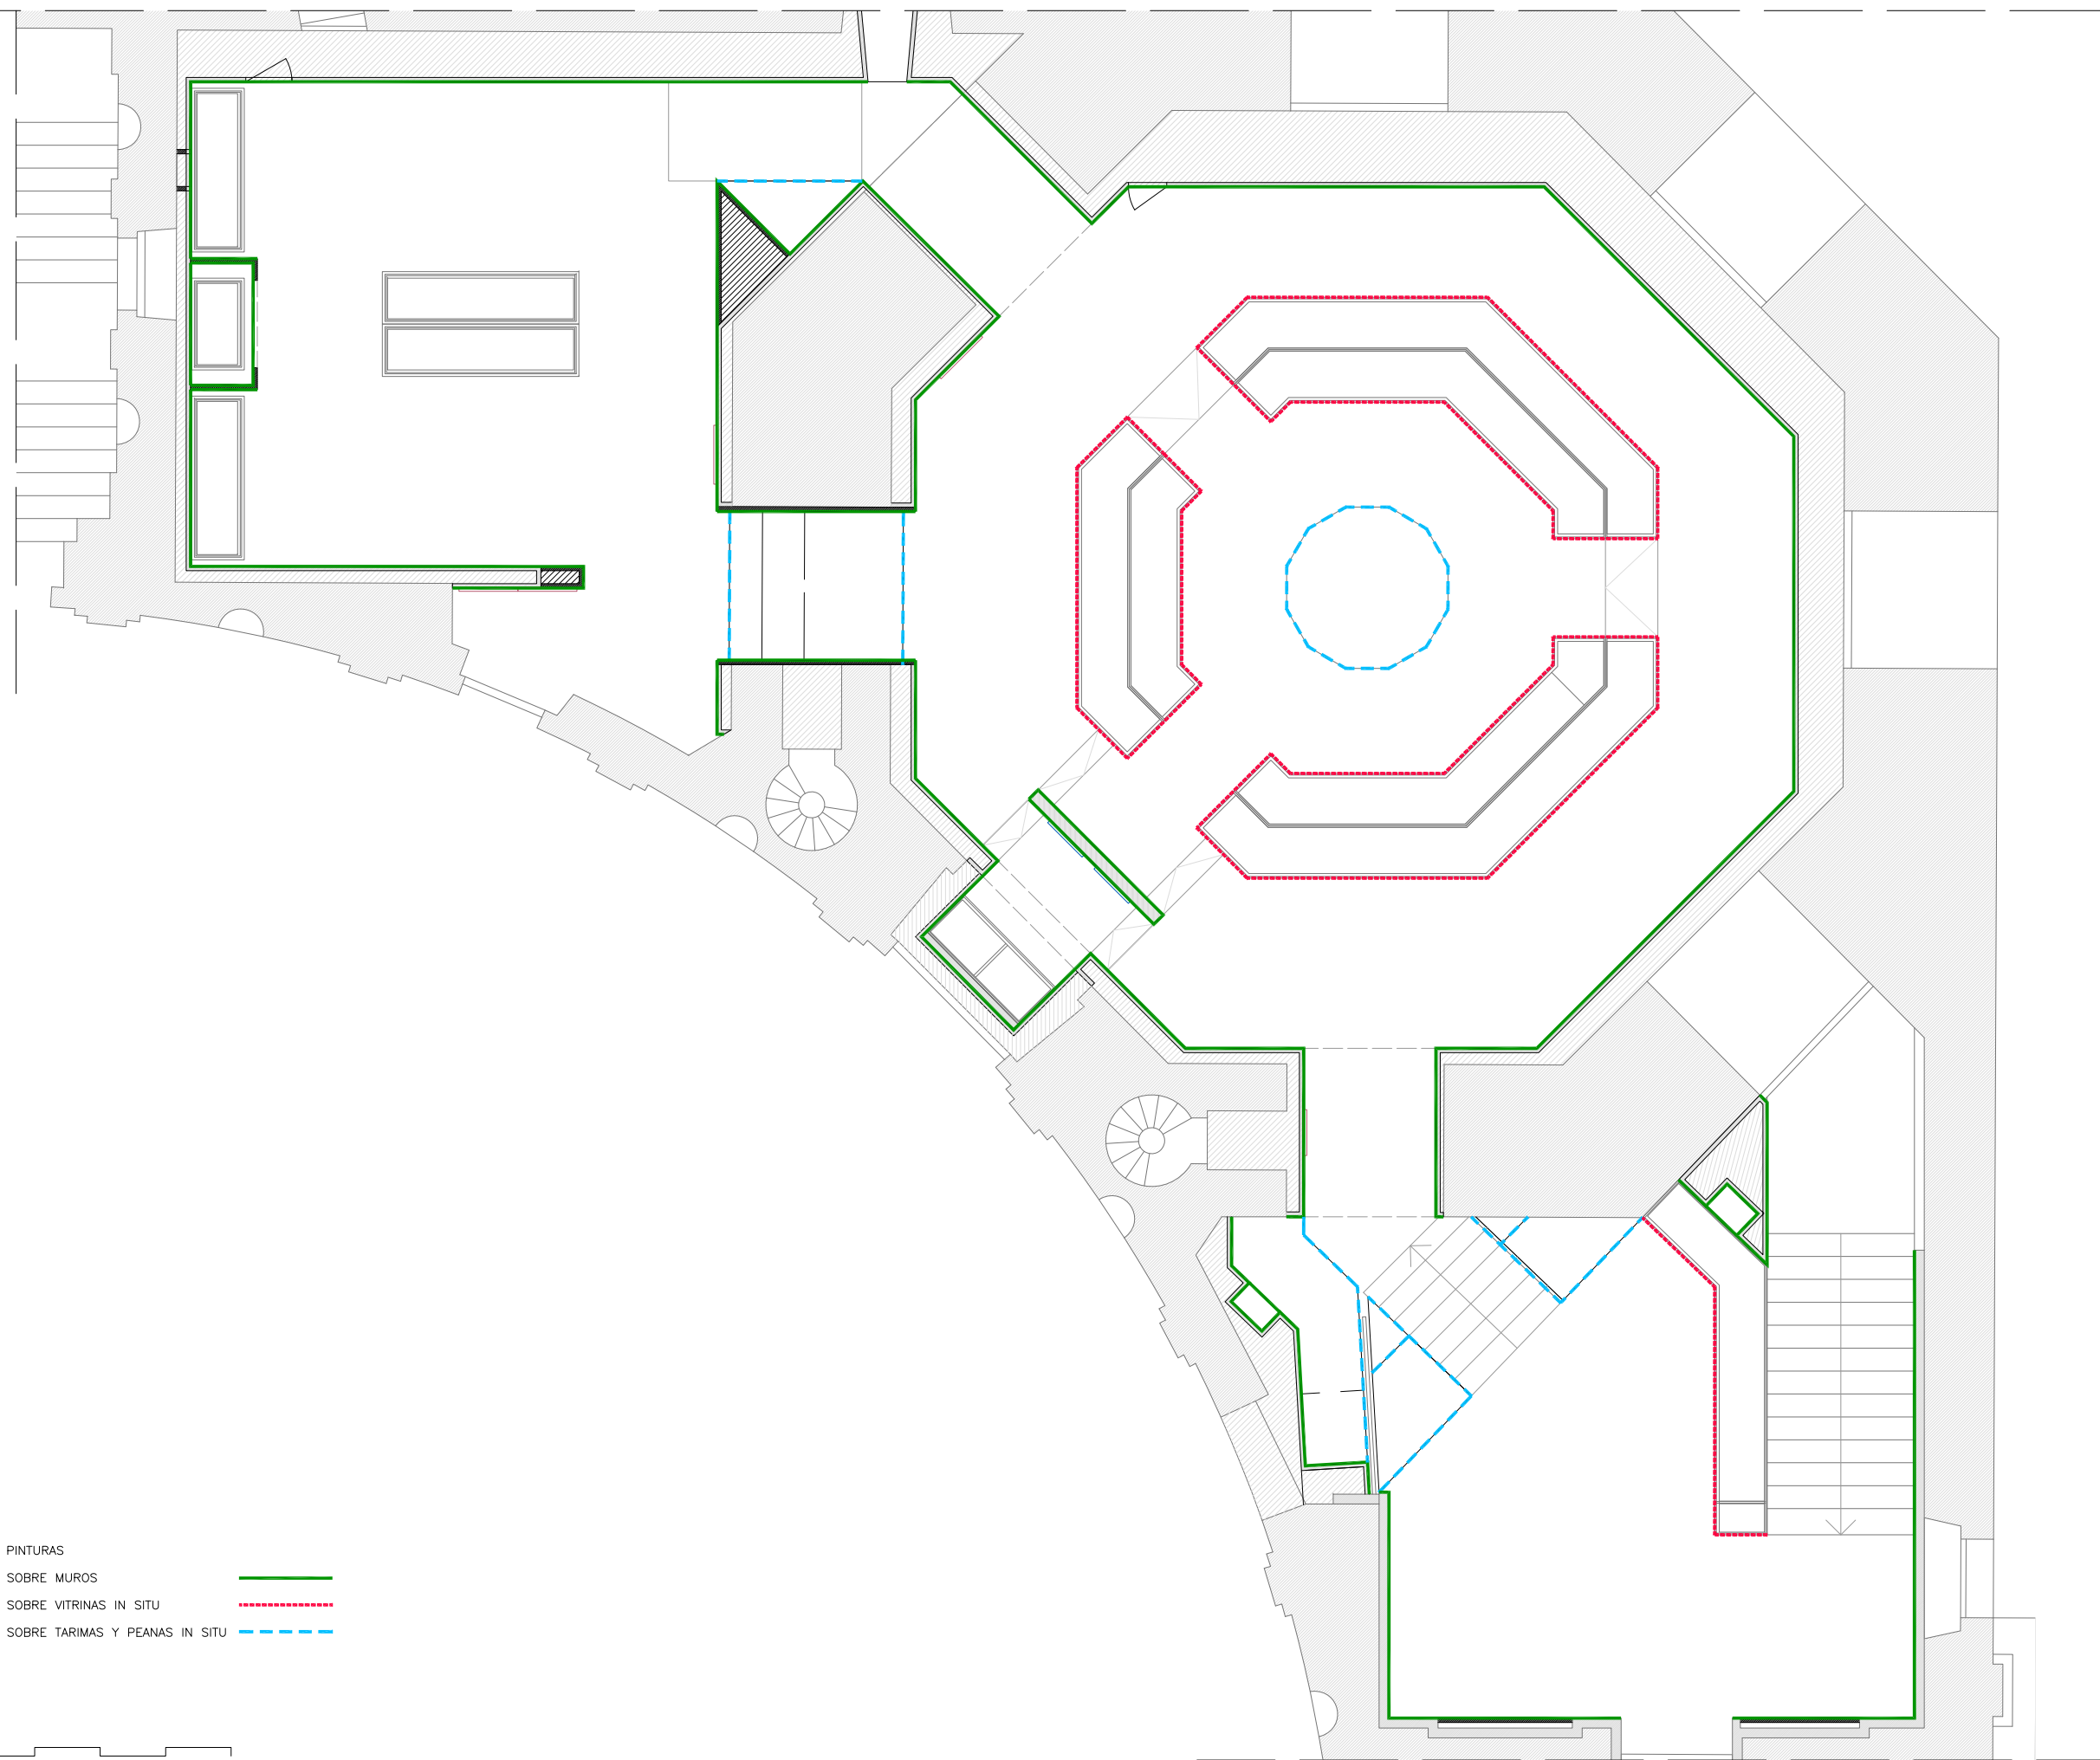 PINTURAS
SOBRE MUROS
SOBRE VITRINAS IN SITU
SOBRE TARIMAS Y PEANAS IN SITU